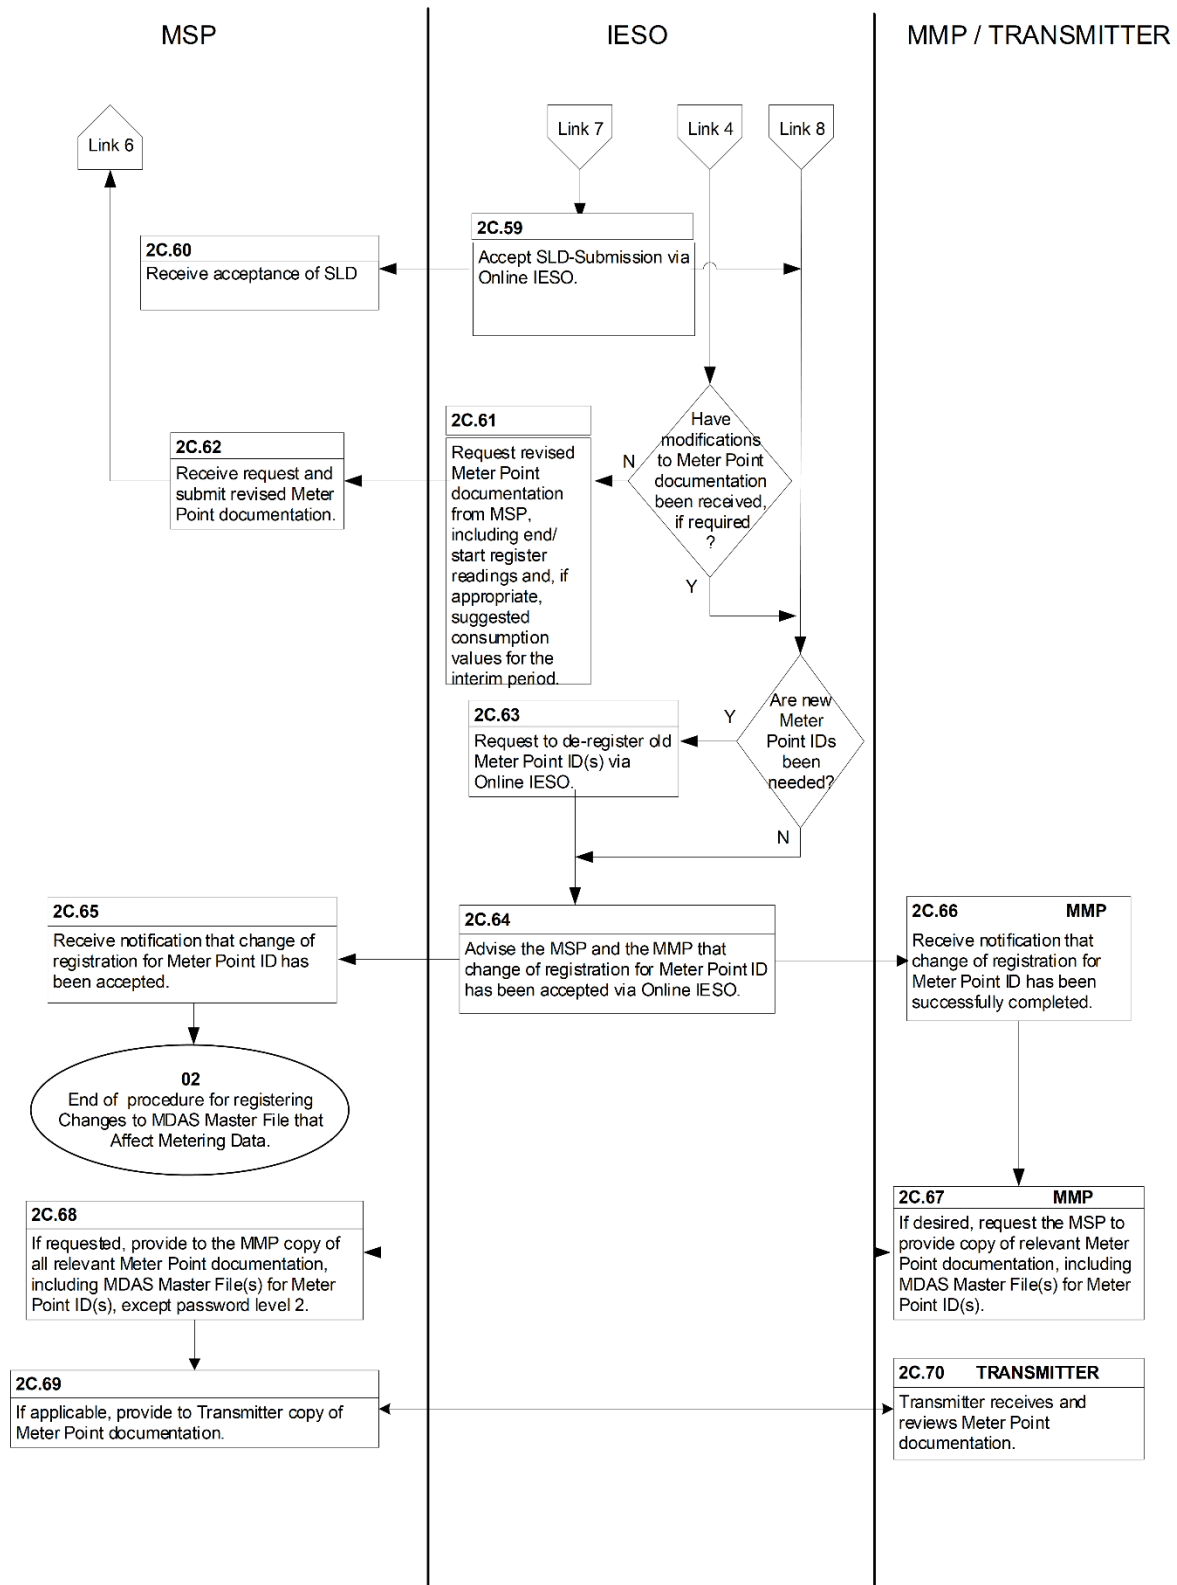 MSP
IESO
MMP / TRANSMITTER
Link 6
Link 7
Link 4
Link 8
2C.59
Accept SLD-Submission via
Online IESO.
2C.60
Receive acceptance of SLD
Have
modifications
to Meter Point
documentation
been received,
if required
?
N
Y
2C.61
Request revised
Meter Point
documentation
from MSP,
including end/
start register
readings and, if
appropriate,
suggested
consumption
values for the
interim period.
2C.62
Receive request and
submit revised Meter
Point documentation.
Are new
Meter
Point IDs
been
needed?
Y
N
2C.63
Request to de-register old
Meter Point ID(s) via
Online IESO.
2C.64
Advise the MSP and the MMP that
change of registration for Meter Point ID
has been accepted via Online IESO.
2C.65
Receive notification that change of
registration for Meter Point ID has
been accepted.
2C.66 MMP
Receive notification that
change of registration for
Meter Point ID has been
successfully completed.
02
End of procedure for registering
Changes to MDAS Master File that
Affect Metering Data.
2C.67 MMP
If desired, request the MSP to
provide copy of relevant Meter
Point documentation, including
MDAS Master File(s) for Meter
Point ID(s).
2C.68
If requested, provide to the MMP copy of
all relevant Meter Point documentation,
including MDAS Master File(s) for Meter
Point ID(s), except password level 2.
2C.69
If applicable, provide to Transmitter copy of
Meter Point documentation.
2C.70 TRANSMITTER
Transmitter receives and
reviews Meter Point
documentation.